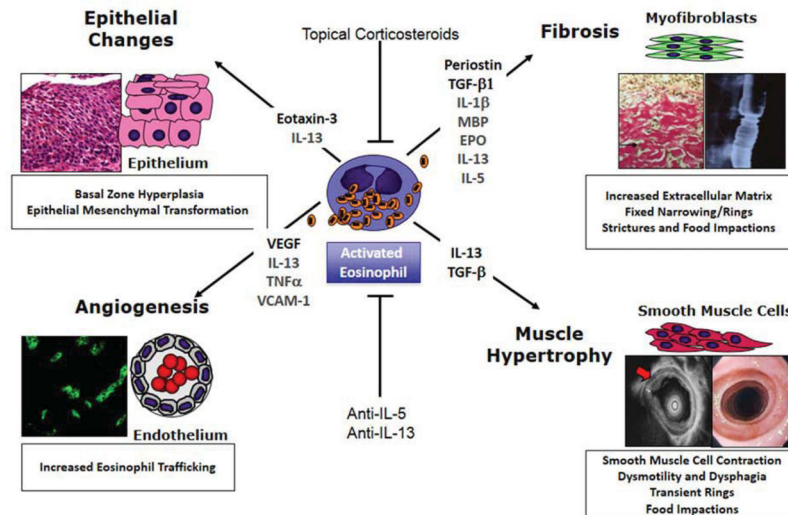 Epithelial
Changes
Epithelium
Basal Zone Hyperplasia
Epithelial Mesenchymal Transformation
Eotaxin-3
IL-13
Topical Corticosteroids
Periostin
TGF-β1
IL-1β
MBP
EPO
IL-13
IL-5
Fibrosis
Myofibroblasts
Increased Extracellular Matrix
Fixed Narrowing/Rings
Strictures and Food Impactions
Activated
Eosinophil
VEGF
IL-13
TNFα
VCAM-1
Angiogenesis
Endothelium
Increased Eosinophil Trafficking
Anti-IL-5
Anti-IL-13
IL-13
TGF-β
Muscle
Hypertrophy
Smooth Muscle Cells
Smooth Muscle Cell Contraction
Dysmotility and Dysphagia
Transient Rings
Food Impactions